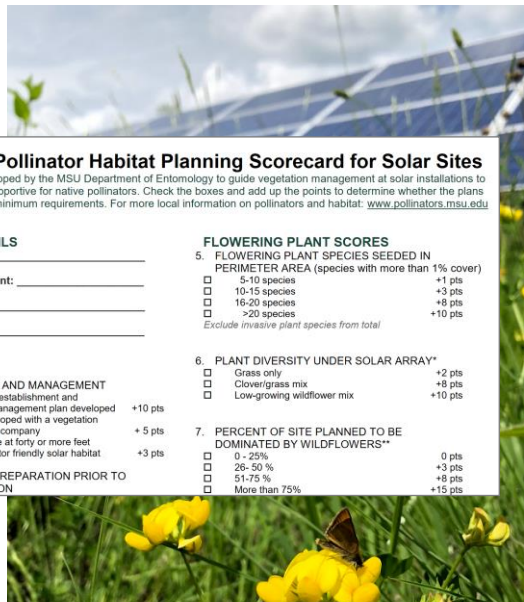 Pollinator Habitat Planning Scorecard for Solar Sites
oped by the MSU Department of Entomology to guide vegetation management at solar installations to
pportive for native pollinators. Check the boxes and add up the points to determine whether the plans
minimum requirements. For more local information on pollinators and habitat: www.pollinators.msu.edu
ILS
nt:
AND MANAGEMENT
establishment and
anagement plan developed +10 pts
oped with a vegetation
company + 5 pts
e at forty or more feet
tor friendly solar habitat +3 pts
REPARATION PRIOR TO
ON
FLOWERING PLANT SCORES
5. FLOWERING PLANT SPECIES SEEDED IN
PERIMETER AREA (species with more than 1% cover)
☐ 5-10 species +1 pts
☐ 10-15 species +3 pts
☐ 16-20 species +8 pts
☐ >20 species +10 pts
Exclude invasive plant species from total
6. PLANT DIVERSITY UNDER SOLAR ARRAY*
☐ Grass only +2 pts
☐ Clover/grass mix +8 pts
☐ Low-growing wildflower mix +10 pts
7. PERCENT OF SITE PLANNED TO BE
DOMINATED BY WILDFLOWERS**
☐ 0 - 25% 0 pts
☐ 26- 50 % +3 pts
☐ 51-75 % +8 pts
☐ More than 75% +15 pts